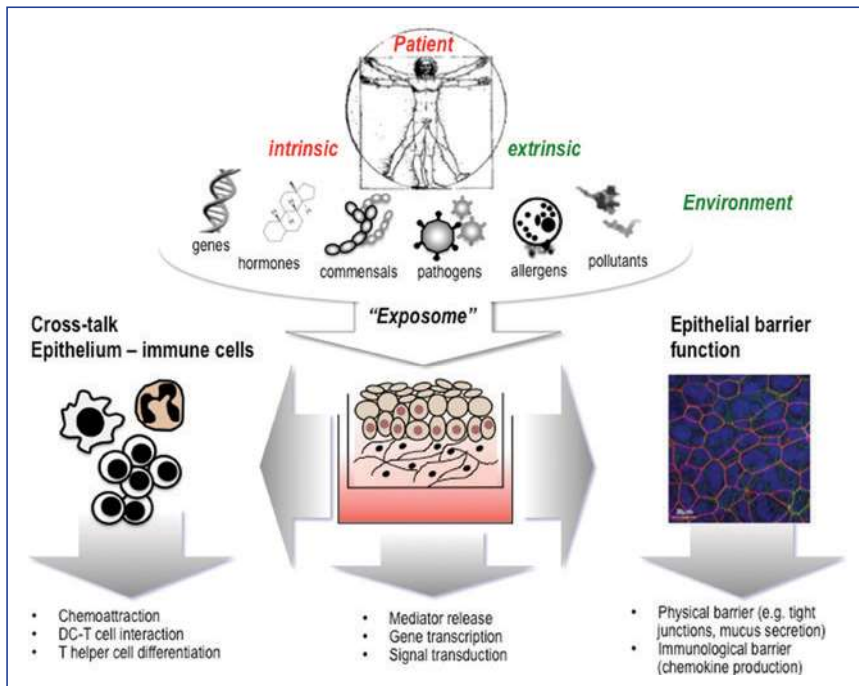 Patient
intrinsic
extrinsic
Environment
genes
hormones
commensals
pathogens
allergens
pollutants
“Exposome”
Cross-talk
Epithelium – immune cells
Epithelial barrier
function
• Chemoattraction
• DC-T cell interaction
• T helper cell differentiation
• Mediator release
• Gene transcription
• Signal transduction
• Physical barrier (e.g. tight
junctions, mucus secretion)
• Immunological barrier
(chemokine production)